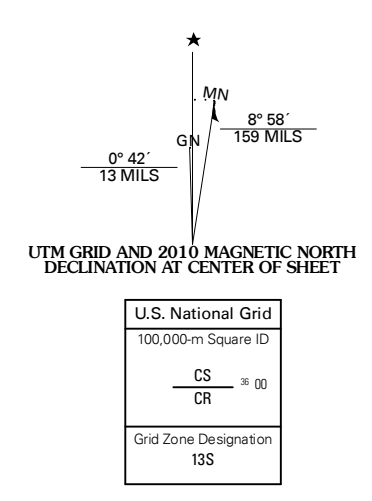 ★
MN
GN
8° 58´
159 MILS
0° 42´
13 MILS
UTM GRID AND 2010 MAGNETIC NORTH
DECLINATION AT CENTER OF SHEET
U.S. National Grid
100,000-m Square ID
CS
36 00
CR
Grid Zone Designation
13S